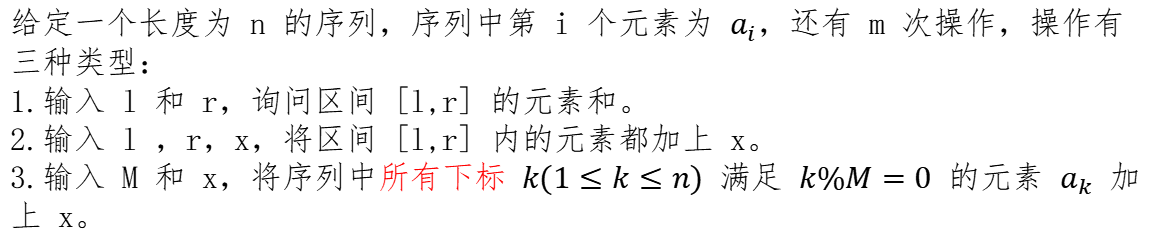 给定一个长度为 n 的序列，序列中第 i 个元素为 𝑎ᵢ，还有 m 次操作，操作有
三种类型：
1.输入 l 和 r，询问区间 [l,r] 的元素和。
2.输入 l ，r，x，将区间 [l,r] 内的元素都加上 x。
3.输入 M 和 x，将序列中所有下标 𝑘(1 ≤ 𝑘 ≤ 𝑛) 满足 𝑘%𝑀 = 0 的元素 𝑎ₖ 加
上 x。